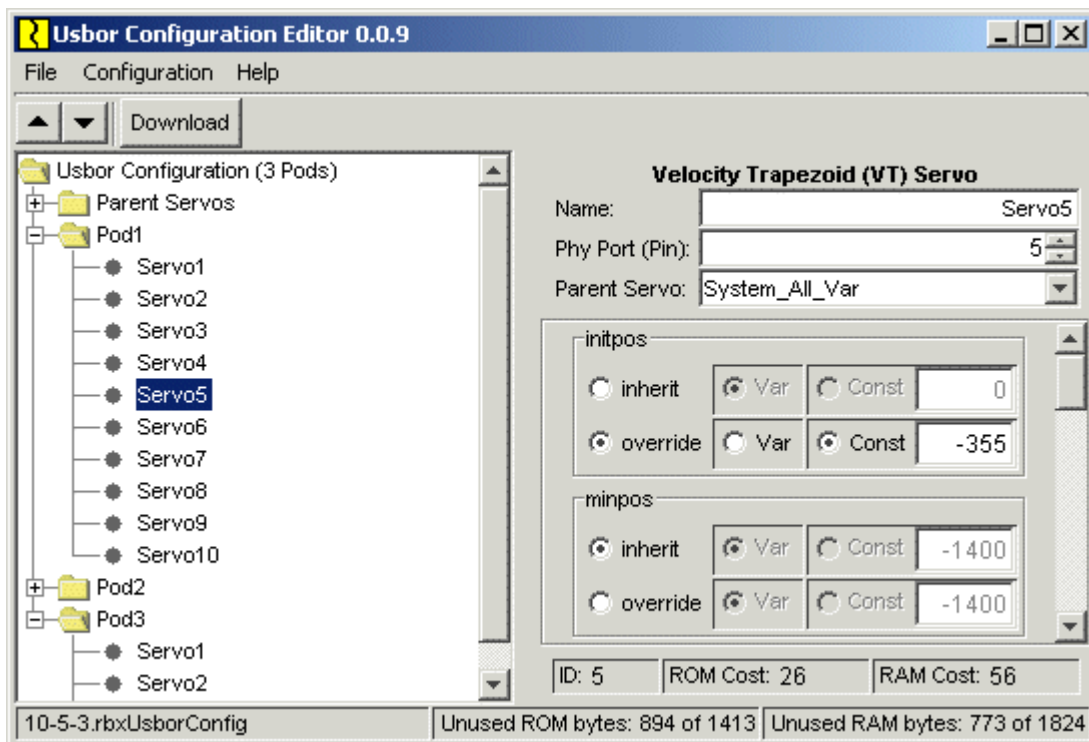 Usbor Configuration Editor 0.0.9
File Configuration Help
Download
Usbor Configuration (3 Pods)
Parent Servos
Pod1
Servo1
Servo2
Servo3
Servo4
Servo5
Servo6
Servo7
Servo8
Servo9
Servo10
Pod2
Pod3
Servo1
Servo2
Velocity Trapezoid (VT) Servo
Name: Servo5
Phy Port (Pin): 5
Parent Servo: System_All_Var
initpos
inherit Var Const 0
override Var Const -355
minpos
inherit Var Const -1400
override Var Const -1400
ID: 5 ROM Cost: 26 RAM Cost: 56
10-5-3.rbxUsborConfig Unused ROM bytes: 894 of 1413 Unused RAM bytes: 773 of 1824